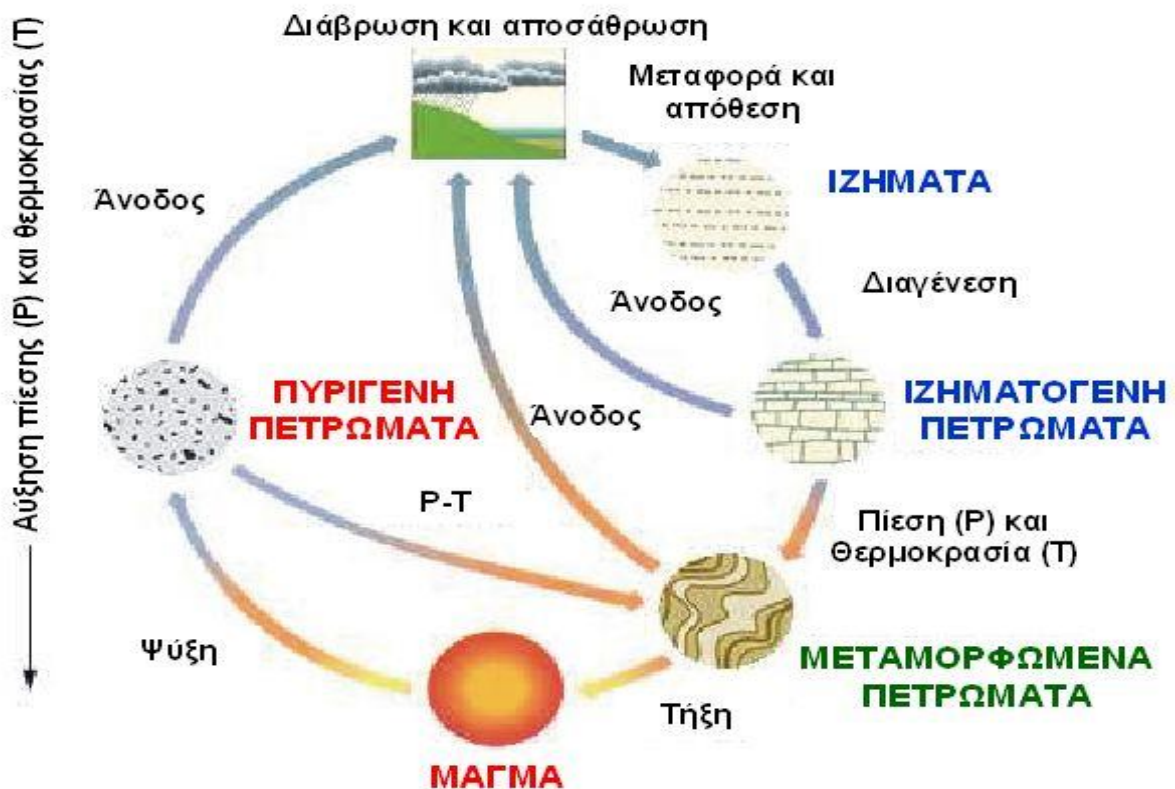 Αύξηση πίεσης (P) και θερμοκρασίας (T)
Διάβρωση και αποσάθρωση
Μεταφορά και
απόθεση
ΙΖΗΜΑΤΑ
Άνοδος
Διαγένεση
Άνοδος
ΠΥΡΙΓΕΝΗ
ΠΕΤΡΩΜΑΤΑ
Άνοδος
ΙΖΗΜΑΤΟΓΕΝΗ
ΠΕΤΡΩΜΑΤΑ
P-T
Πίεση (P) και
Θερμοκρασία (T)
Ψύξη
ΜΕΤΑΜΟΡΦΩΜΕΝΑ
ΠΕΤΡΩΜΑΤΑ
Τήξη
ΜΑΓΜΑ